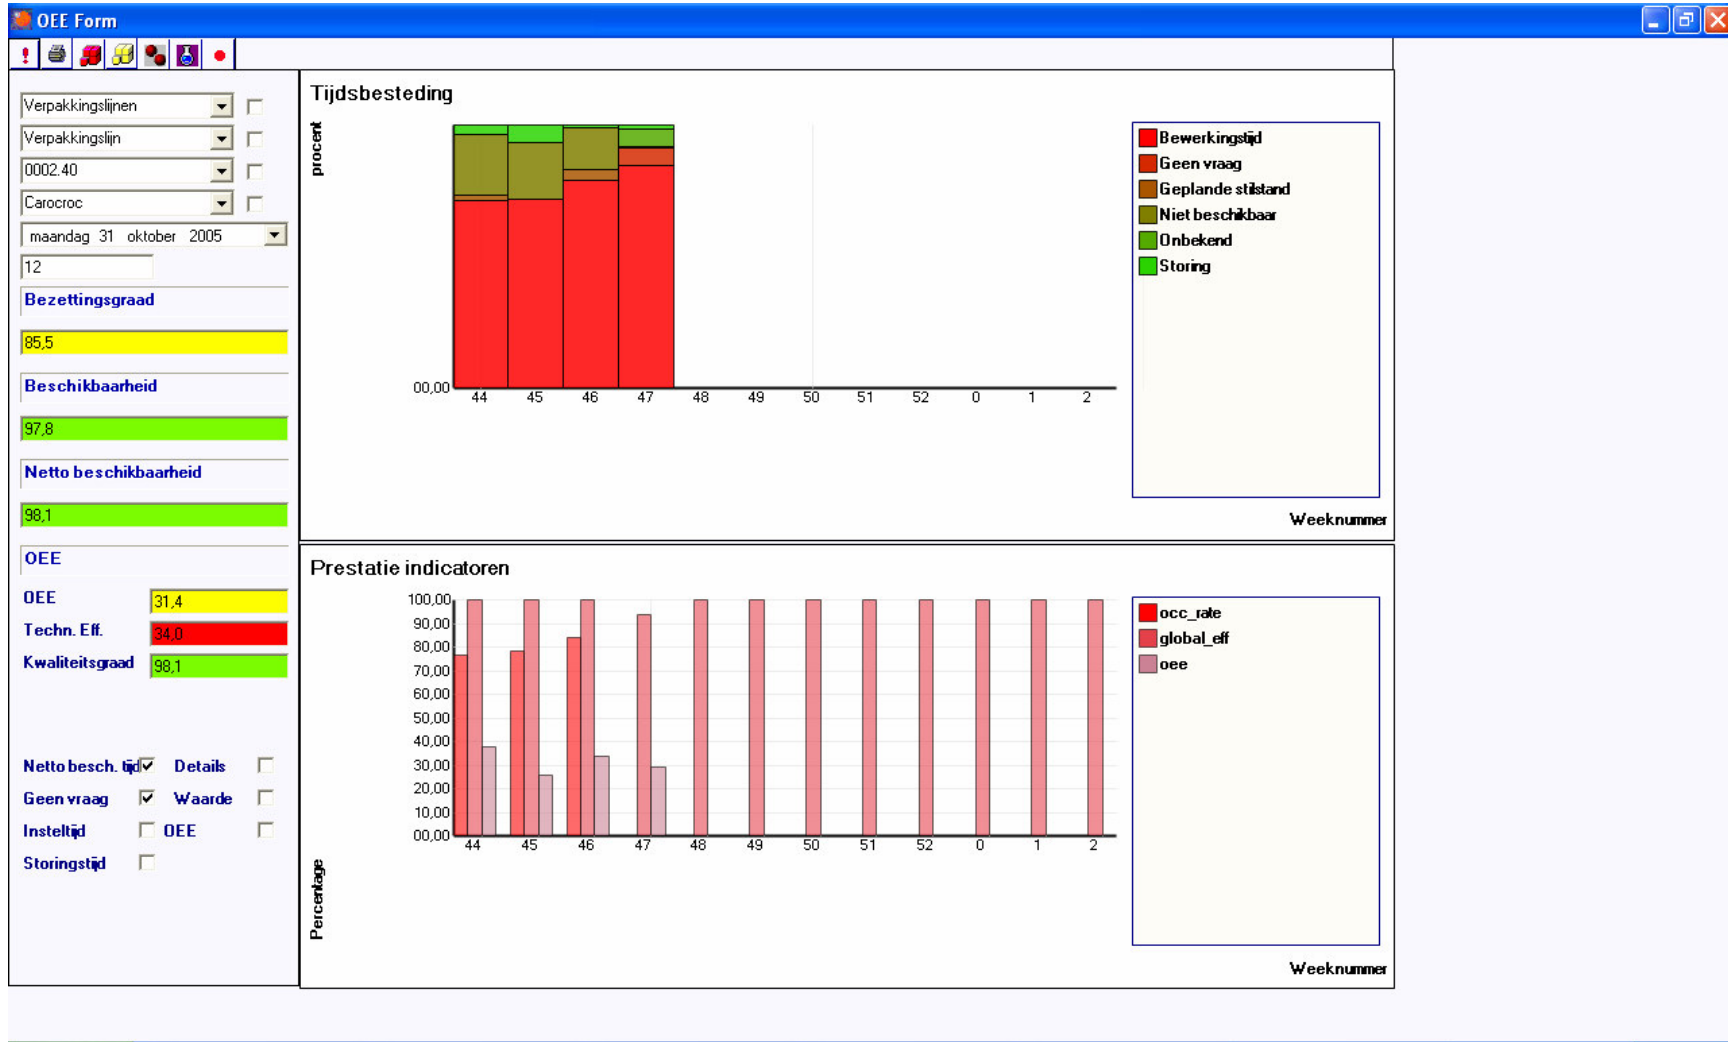 OEE Form
Verpakkingslijnen
Verpakkingslijn
0002.40
Carocroc
maandag 31 oktober 2005
12
Bezettingsgraad
85,5
Beschikbaarheid
97,8
Netto beschikbaarheid
98,1
OEE
OEE 31,4
Techn. Eff. 34,0
Kwaliteitsgraad 98,1
Netto besch. tijd Details
Geen vraag Waarde
Insteltijd OEE
Storingstijd
Tijdsbesteding
procent
00,00
44 45 46 47 48 49 50 51 52 0 1 2
Bewerkingstijd
Geen vraag
Geplande stilstand
Niet beschikbaar
Onbekend
Storing
Weeknummer
Prestatie indicatoren
100,00
90,00
80,00
70,00
60,00
50,00
40,00
30,00
20,00
10,00
00,00
44 45 46 47 48 49 50 51 52 0 1 2
Percentage
occ_rate
global_eff
oee
Weeknummer